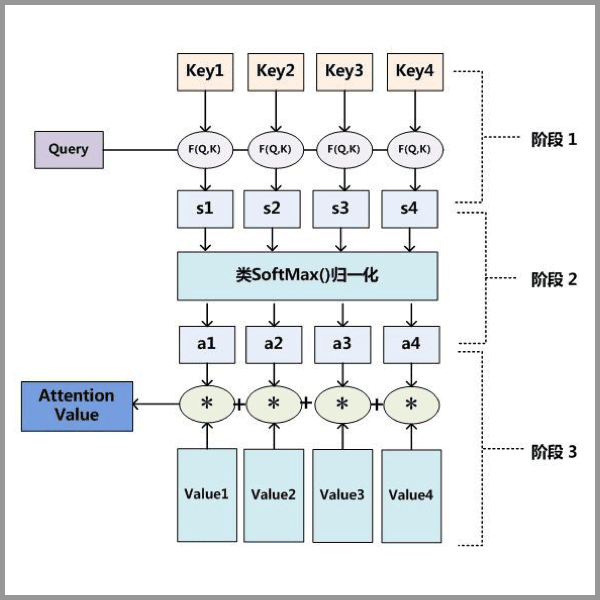 Key1 Key2 Key3 Key4
阶段 1
Query F(Q,K) F(Q,K) F(Q,K) F(Q,K)
s1 s2 s3 s4
类SoftMax()归一化
阶段 2
a1 a2 a3 a4
Attention
Value
* + * + * + *
阶段 3
Value1 Value2 Value3 Value4